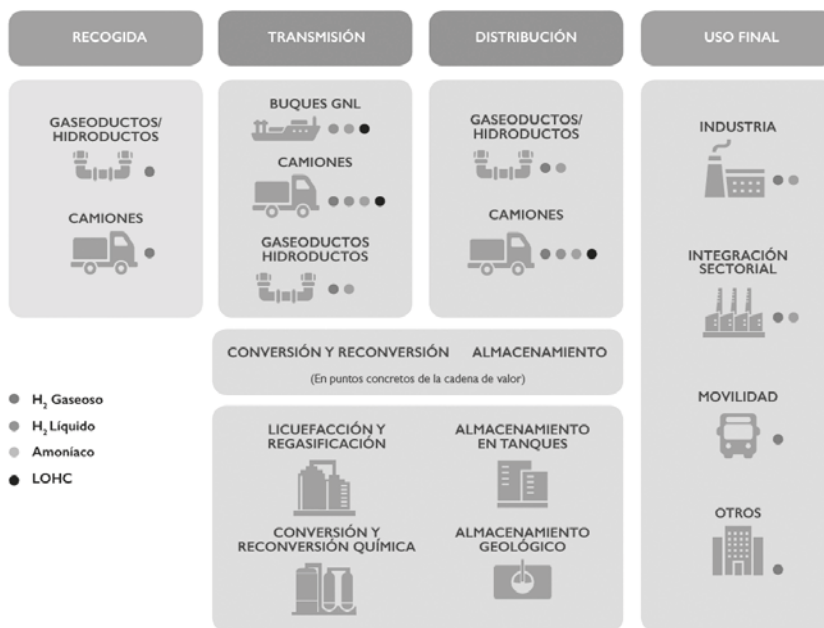 RECOGIDA
TRANSMISIÓN
DISTRIBUCIÓN
USO FINAL
GASEODUCTOS/
HIDRODUCTOS
CAMIONES
BUQUES GNL
CAMIONES
GASEODUCTOS
HIDRODUCTOS
GASEODUCTOS/
HIDRODUCTOS
CAMIONES
INDUSTRIA
INTEGRACIÓN
SECTORIAL
MOVILIDAD
OTROS
CONVERSIÓN Y RECONVERSIÓN ALMACENAMIENTO
(En puntos concretos de la cadena de valor)
LICUEFACCIÓN Y
REGASIFICACIÓN
ALMACENAMIENTO
EN TANQUES
CONVERSIÓN Y
RECONVERSIÓN QUÍMICA
ALMACENAMIENTO
GEOLÓGICO
H₂ Gaseoso
H₂ Líquido
Amoníaco
LOHC